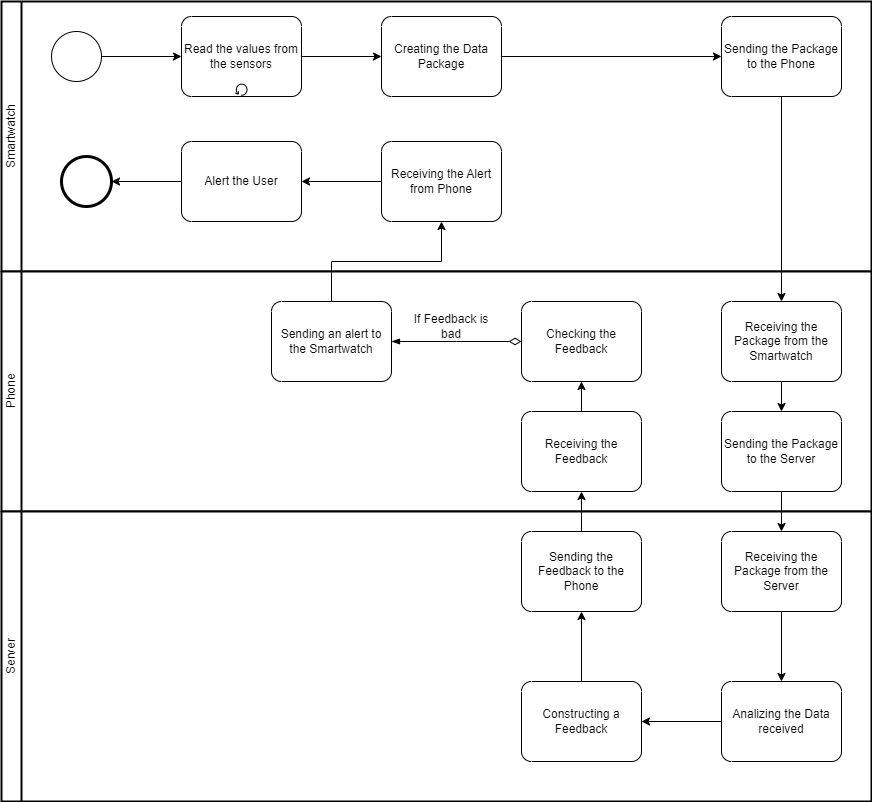 Smartwatch
Read the values from
the sensors
Creating the Data
Package
Sending the Package
to the Phone
Alert the User
Receiving the Alert
from Phone
Phone
Sending an alert to
the Smartwatch
If Feedback is
bad
Checking the
Feedback
Receiving the
Package from the
Smartwatch
Receiving the
Feedback
Sending the Package
to the Server
Server
Sending the
Feedback to the
Phone
Receiving the
Package from the
Server
Constructing a
Feedback
Analizing the Data
received